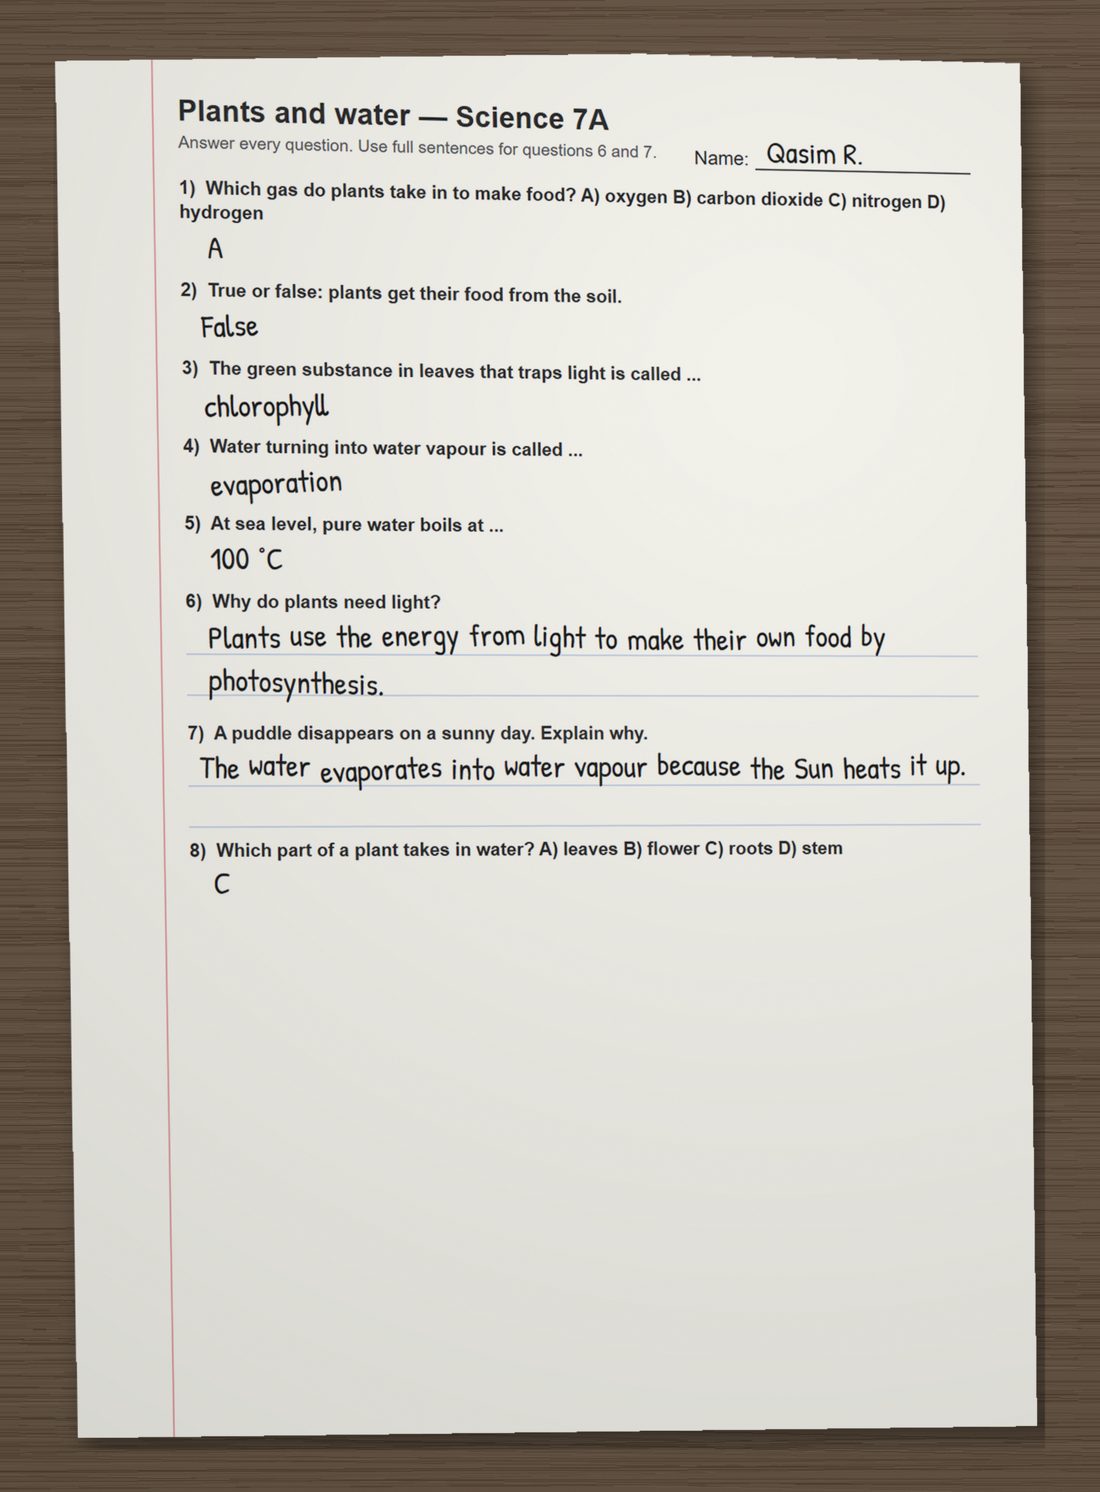 Plants and water — Science 7A
Answer every question. Use full sentences for questions 6 and 7.
Name: Qasim R.
1) Which gas do plants take in to make food? A) oxygen B) carbon dioxide C) nitrogen D)
hydrogen
A
2) True or false: plants get their food from the soil.
False
3) The green substance in leaves that traps light is called ...
chlorophyll
4) Water turning into water vapour is called ...
evaporation
5) At sea level, pure water boils at ...
100 °C
6) Why do plants need light?
Plants use the energy from light to make their own food by
photosynthesis.
7) A puddle disappears on a sunny day. Explain why.
The water evaporates into water vapour because the Sun heats it up.
8) Which part of a plant takes in water? A) leaves B) flower C) roots D) stem
C